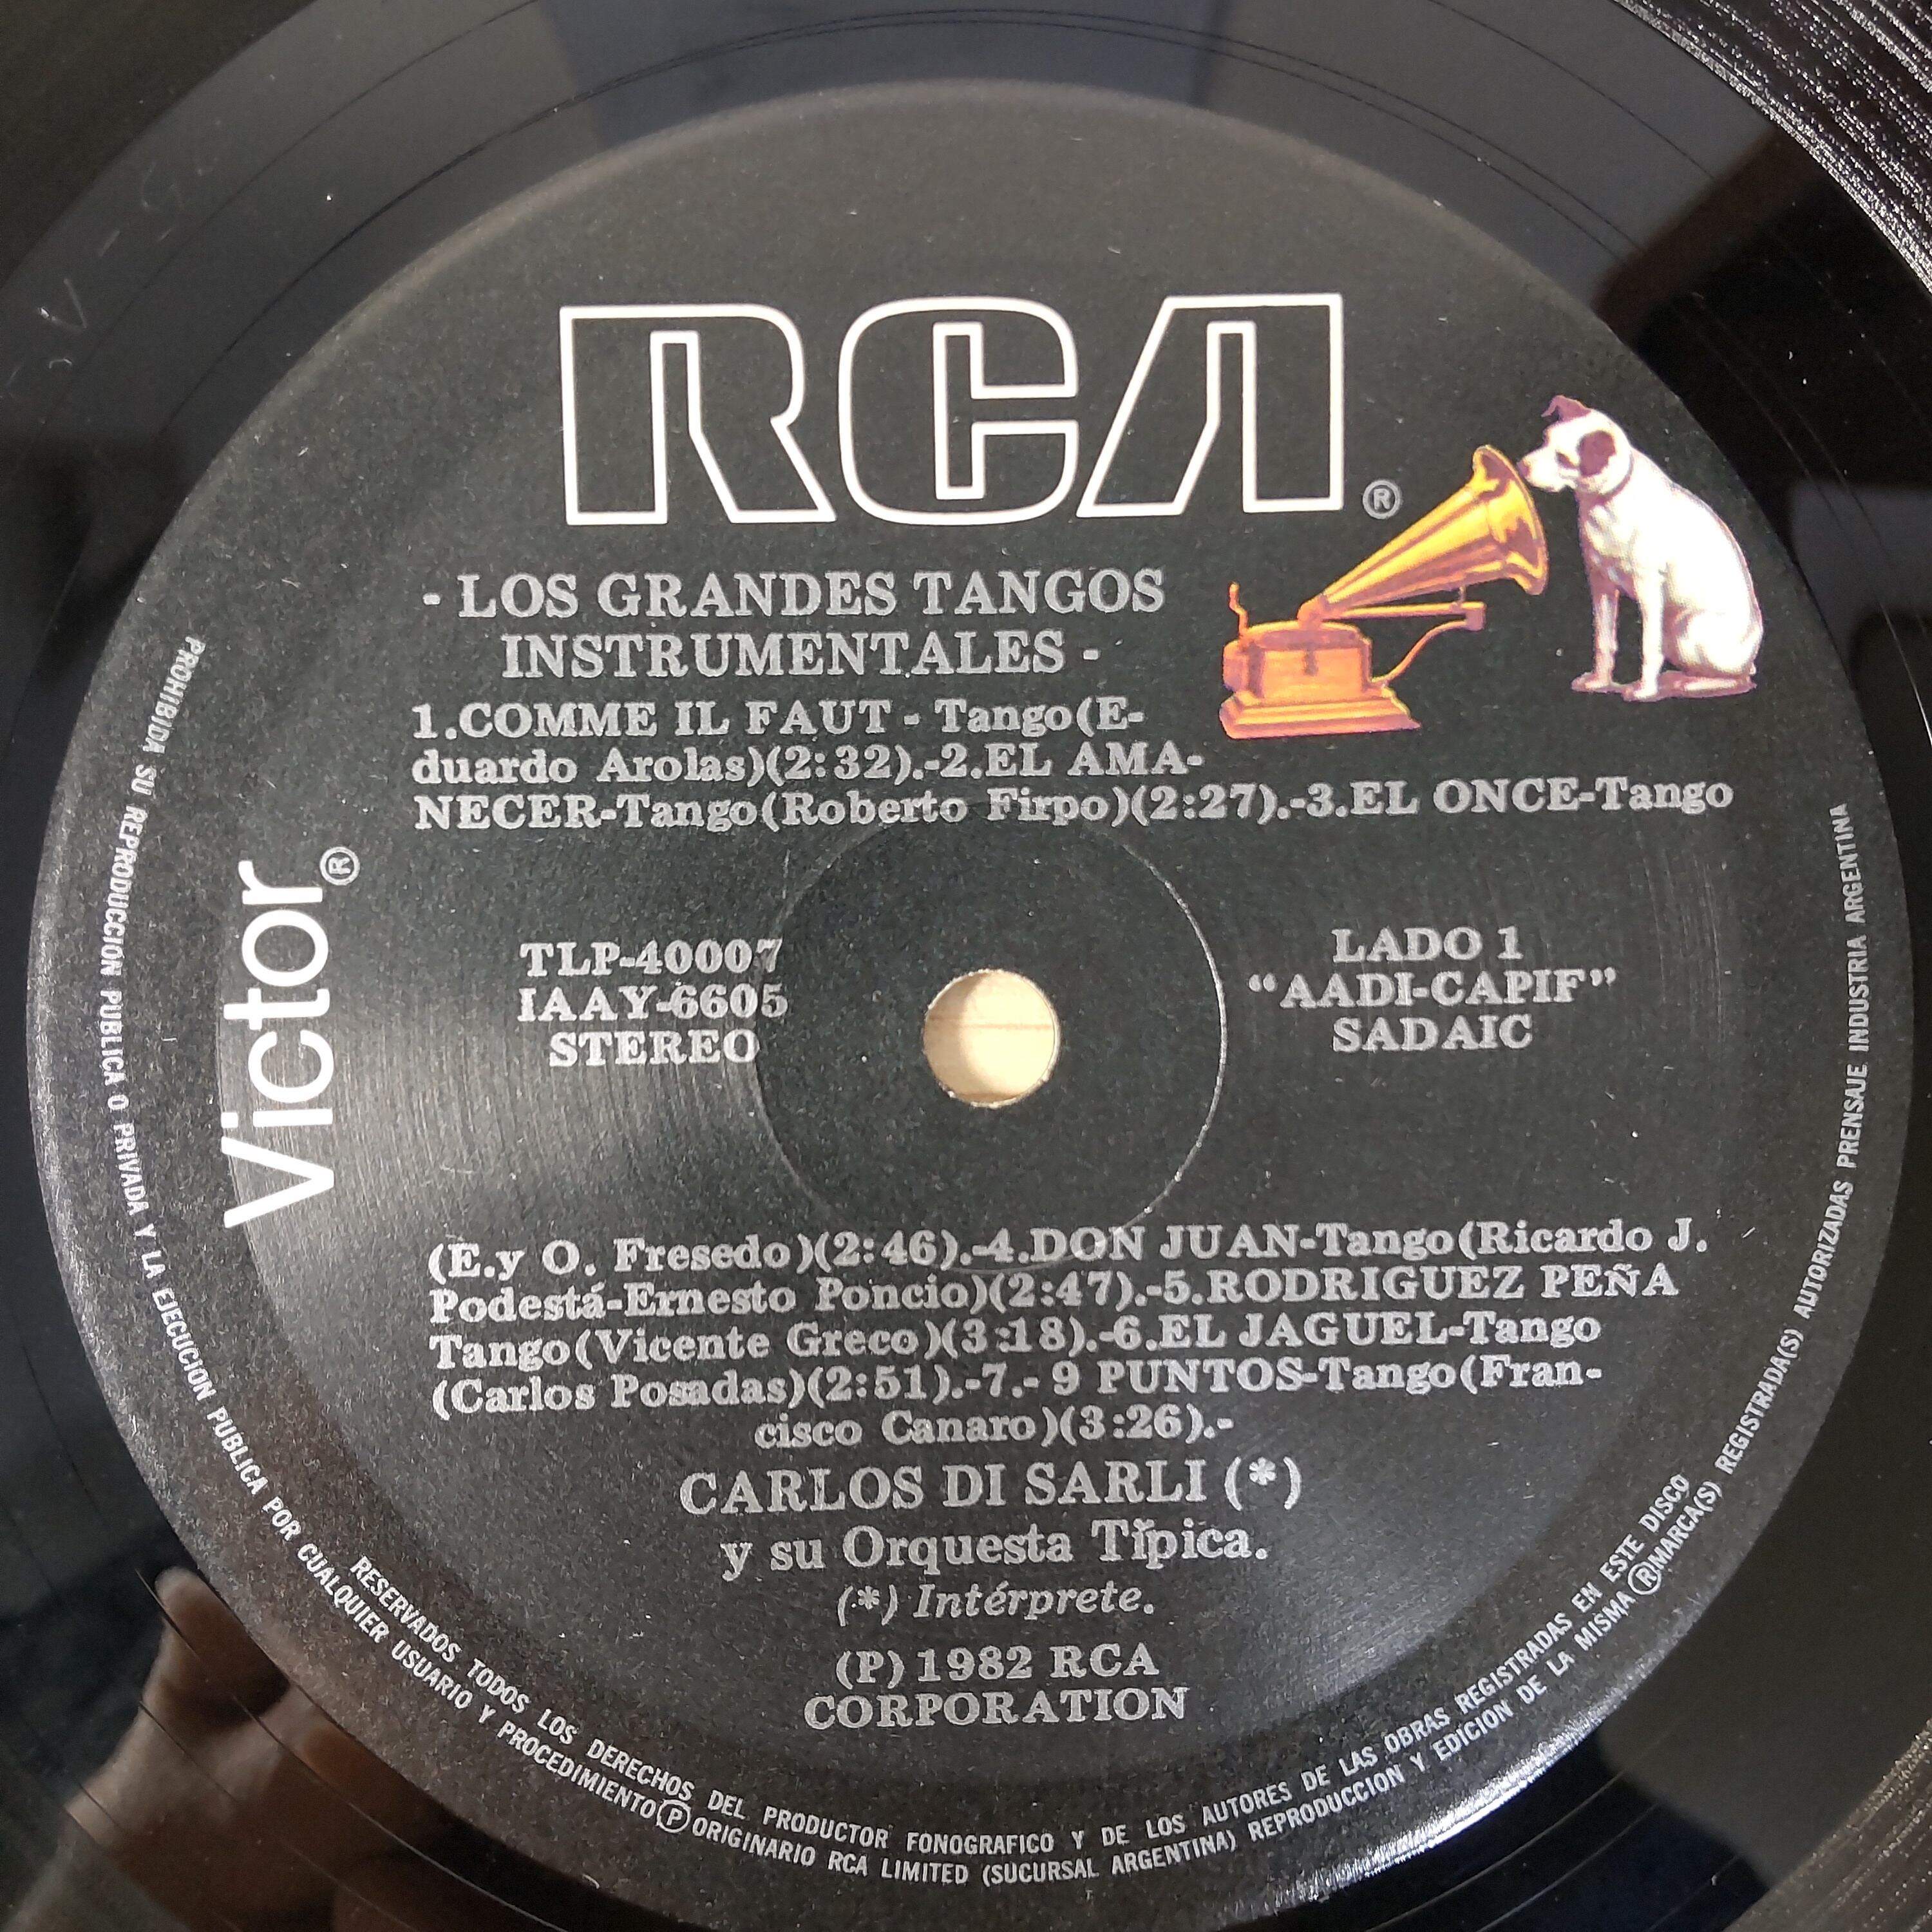 RCA®
- LOS GRANDES TANGOS
INSTRUMENTALES -
1.COMME IL FAUT - Tango(E-
duardo Arolas)(2:32).-2.EL AMA-
NECER-Tango(Roberto Firpo)(2:27).-3.EL ONCE-Tango
Victor®
TLP-40007
IAAY-6605
STEREO
LADO 1
“AADI-CAPIF”
SADAIC
(E.y O. Fresedo)(2:46).-4.DON JUAN-Tango(Ricardo J.
Podestá-Ernesto Poncio)(2:47).-5.RODRIGUEZ PEÑA
Tango(Vicente Greco)(3:18).-6.EL JAGUEL-Tango
(Carlos Posadas)(2:51).-7.- 9 PUNTOS-Tango(Fran-
cisco Canaro)(3:26).-
CARLOS DI SARLI (*)
y su Orquesta Típica.
(*) Intérprete.
(P) 1982 RCA
CORPORATION
RESERVADOS TODOS LOS DERECHOS DEL PRODUCTOR FONOGRAFICO Y DE LOS AUTORES DE LAS OBRAS REGISTRADAS EN ESTE DISCO
PROHIBIDA SU REPRODUCCION PUBLICA O PRIVADA Y LA EJECUCION PUBLICA POR CUALQUIER USUARIO Y PROCEDIMIENTO Ⓟ ORIGINARIO RCA LIMITED (SUCURSAL ARGENTINA) REPRODUCCION Y EDICION DE LA MISMA ® MARCA(S) REGISTRADA(S) AUTORIZADAS PRENSAJE INDUSTRIA ARGENTINA